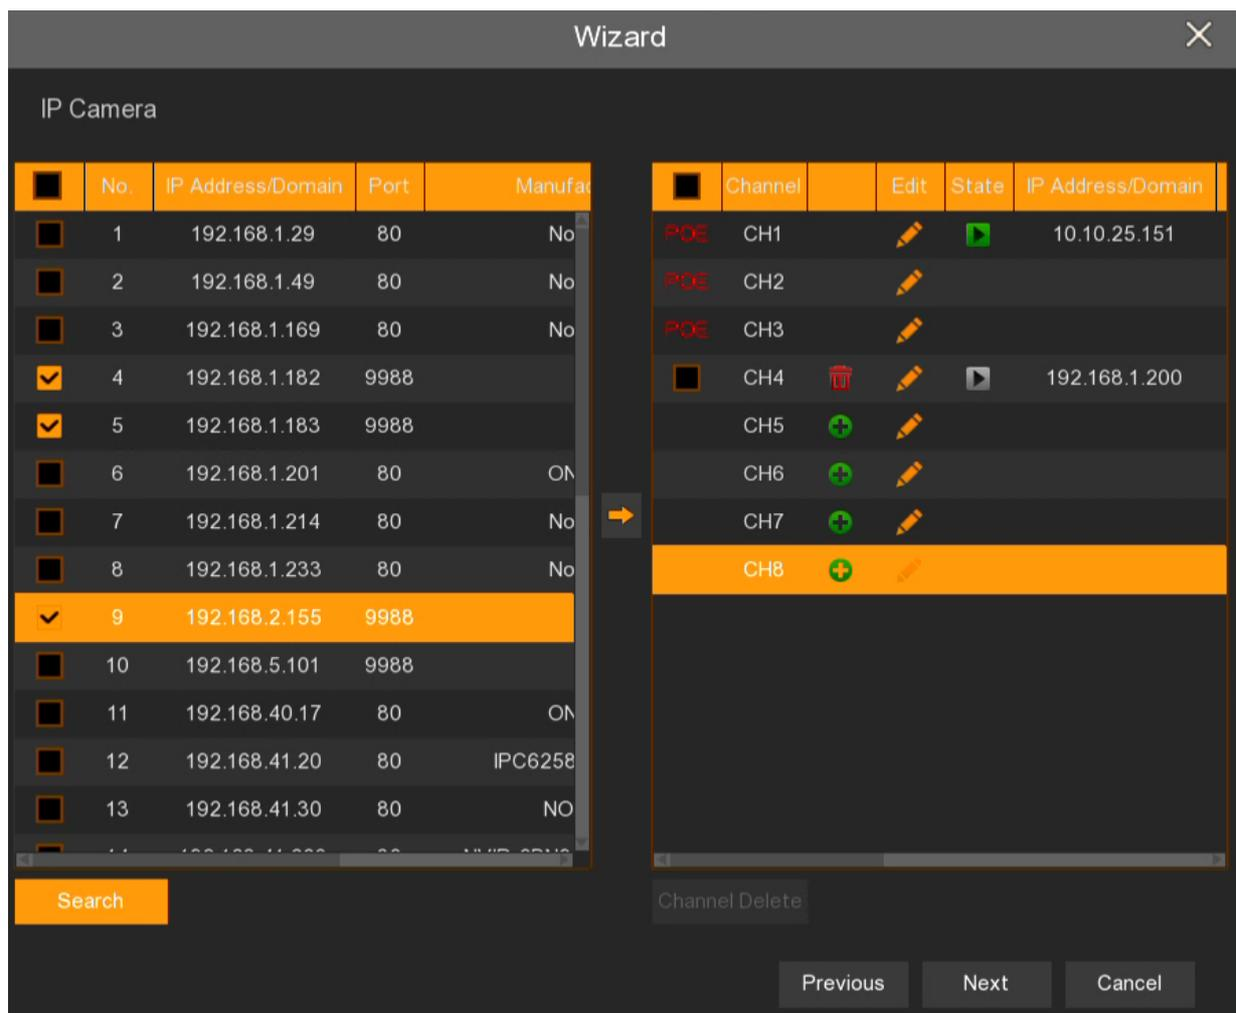 Wizard
IP Camera
No. IP Address/Domain Port Manufac
1 192.168.1.29 80 No
2 192.168.1.49 80 No
3 192.168.1.169 80 No
4 192.168.1.182 9988
5 192.168.1.183 9988
6 192.168.1.201 80 ON
7 192.168.1.214 80 No
8 192.168.1.233 80 No
9 192.168.2.155 9988
10 192.168.5.101 9988
11 192.168.40.17 80 ON
12 192.168.41.20 80 IPC6258
13 192.168.41.30 80 NO
Search
Channel Edit State IP Address/Domain
POE CH1 10.10.25.151
POE CH2
POE CH3
CH4 192.168.1.200
CH5
CH6
CH7
CH8
Channel Delete
Previous Next Cancel